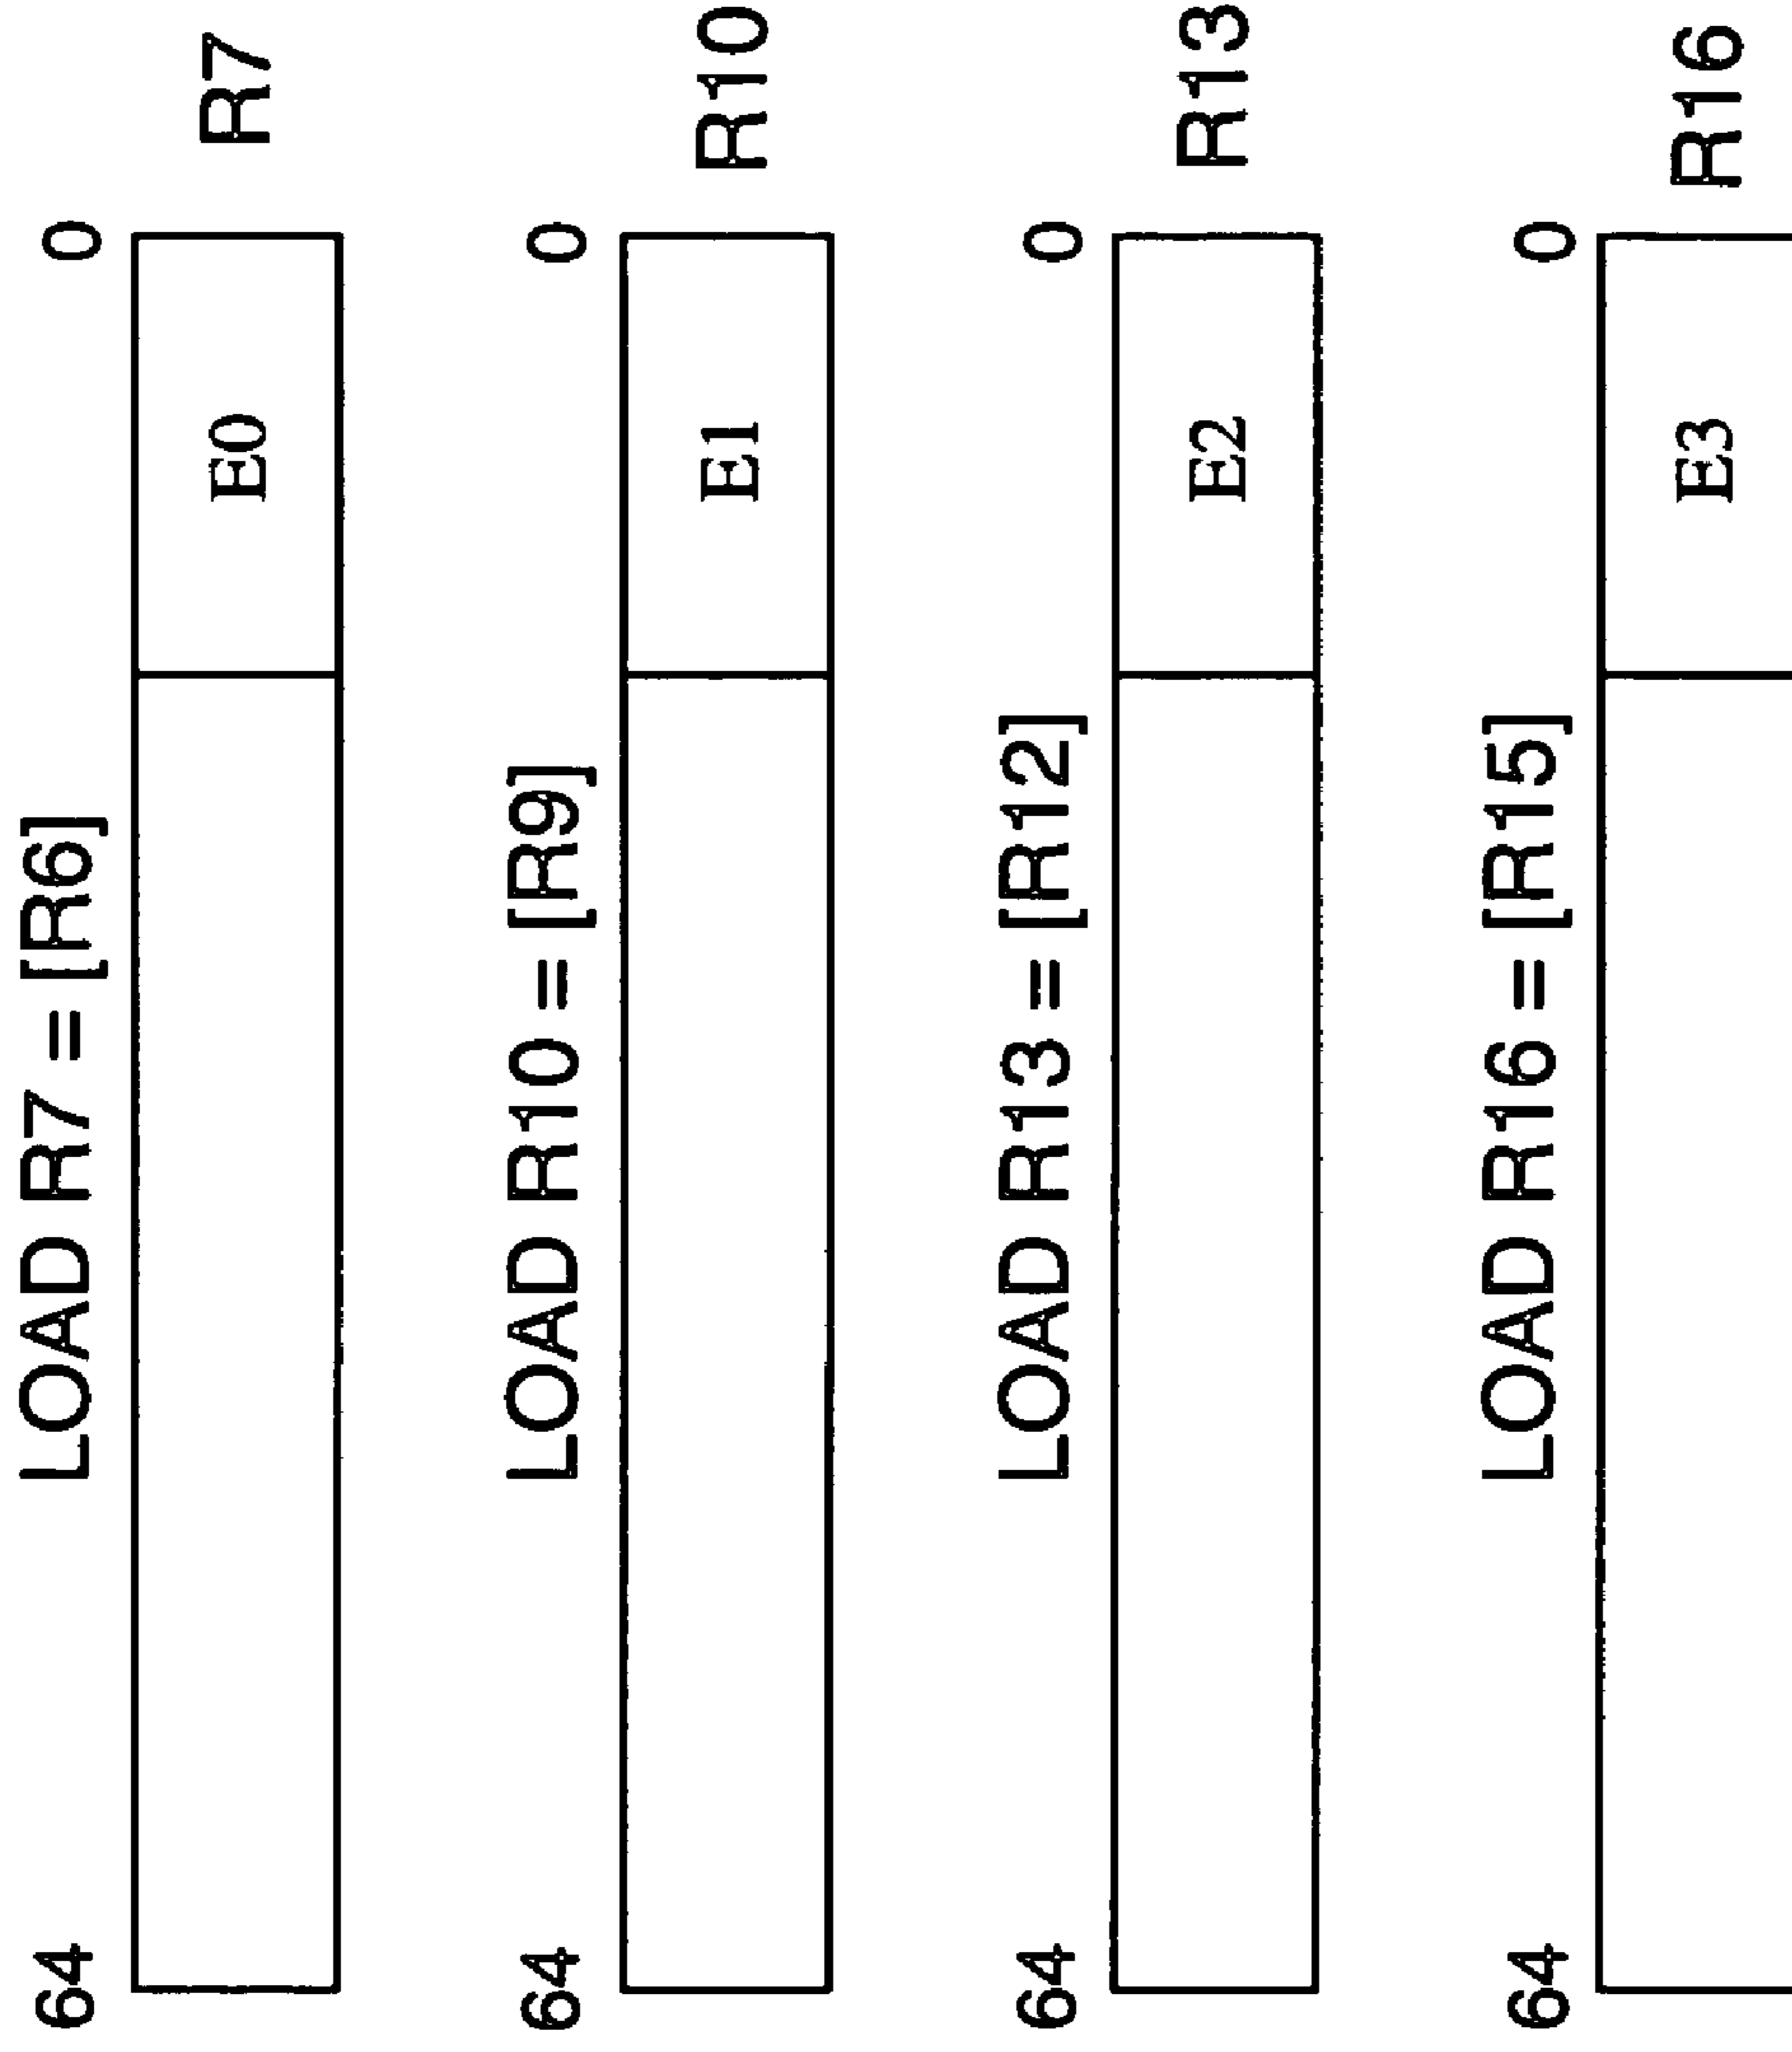 LOAD R7 = [R6]
64 0
E0 R7
LOAD R10 = [R9]
64 0
E1 R10
LOAD R13 = [R12]
64 0
E2 R13
LOAD R16 = [R15]
64 0
E3 R16